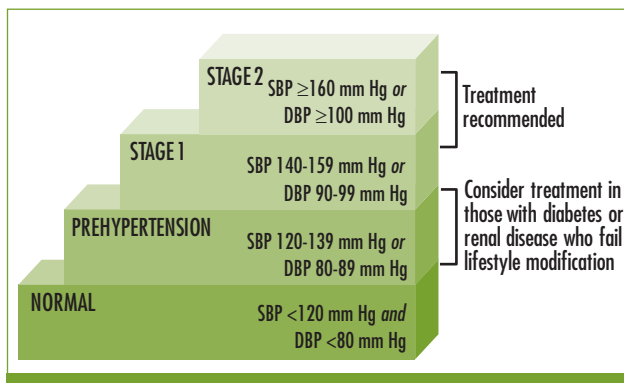 STAGE 2
SBP ≥160 mm Hg or
DBP ≥100 mm Hg
Treatment
recommended
STAGE 1
SBP 140-159 mm Hg or
DBP 90-99 mm Hg
Consider treatment in
those with diabetes or
renal disease who fail
lifestyle modification
PREHYPERTENSION
SBP 120-139 mm Hg or
DBP 80-89 mm Hg
NORMAL
SBP <120 mm Hg and
DBP <80 mm Hg